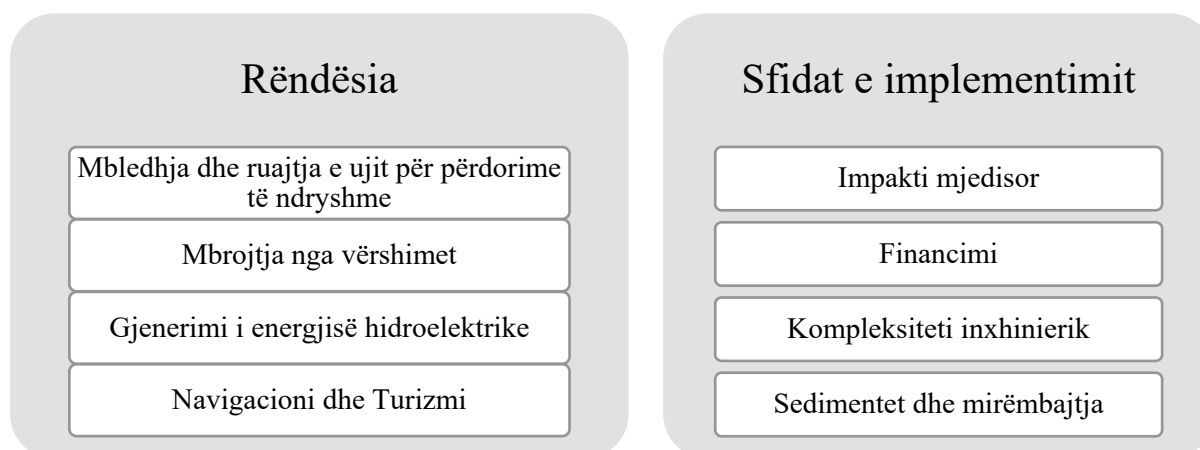 Rëndësia
Mbledhja dhe ruajtja e ujit për përdorime
të ndryshme
Mbrojtja nga vërshimet
Gjenerimi i energjisë hidroelektrike
Navigacioni dhe Turizmi
Sfidat e implementimit
Impakti mjedisor
Financimi
Kompleksiteti inxhinierik
Sedimentet dhe mirëmbajtja